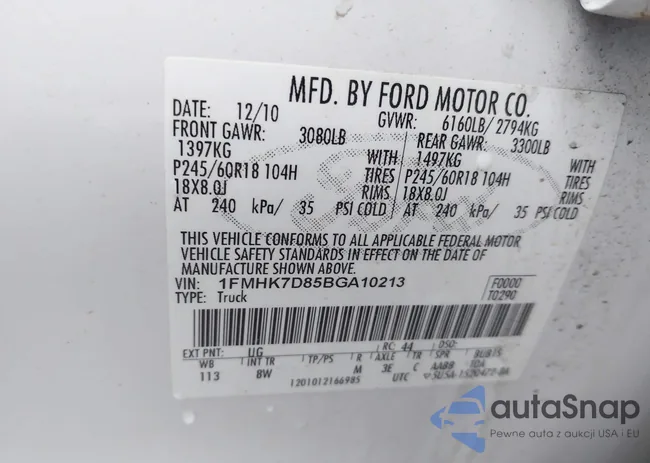 MFD. BY FORD MOTOR CO.
DATE: 12/10 GVWR: 6160LB/ 2794KG
FRONT GAWR: 3080LB REAR GAWR: 3300LB
1397KG WITH 1497KG WITH
P245/60R18 104H TIRES P245/60R18 104H TIRES
18X8.0J RIMS 18X8.0J RIMS
AT 240 kPa/ 35 PSI COLD AT 240 kPa/ 35 PSI COLD
THIS VEHICLE CONFORMS TO ALL APPLICABLE FEDERAL MOTOR
VEHICLE SAFETY STANDARDS IN EFFECT ON THE DATE OF
MANUFACTURE SHOWN ABOVE.
VIN: 1FMHK7D85BGA10213 F0000
TYPE: Truck T0290
EXT PNT: UG RC: 44 DSO:
WB INT TR TP/PS R AXLE TR SPR
113 8W M 3E C AABB
1201012166985 UTC
autaSnap
Pewne auta z aukcji USA i EU